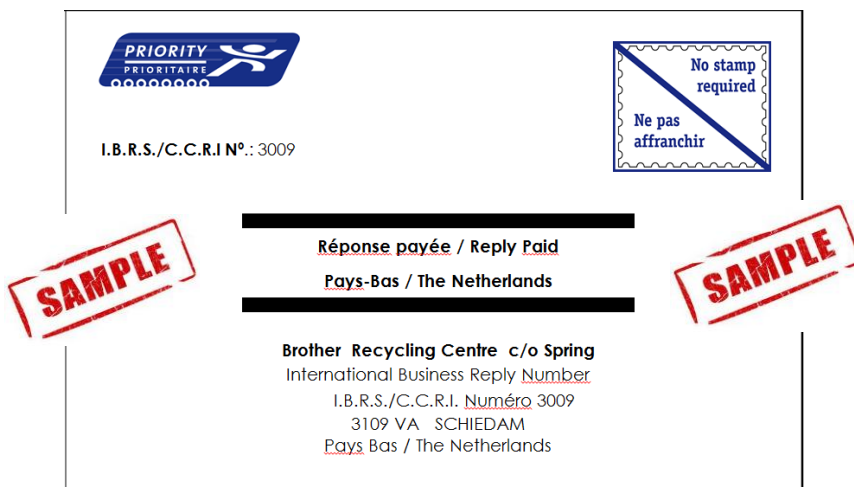 PRIORITY
PRIORITAIRE
No stamp
required
Ne pas
affranchir
I.B.R.S./C.C.R.I Nº.: 3009
SAMPLE
SAMPLE
Réponse payée / Reply Paid
Pays-Bas / The Netherlands
Brother Recycling Centre c/o Spring
International Business Reply Number
I.B.R.S./C.C.R.I. Numéro 3009
3109 VA SCHIEDAM
Pays Bas / The Netherlands